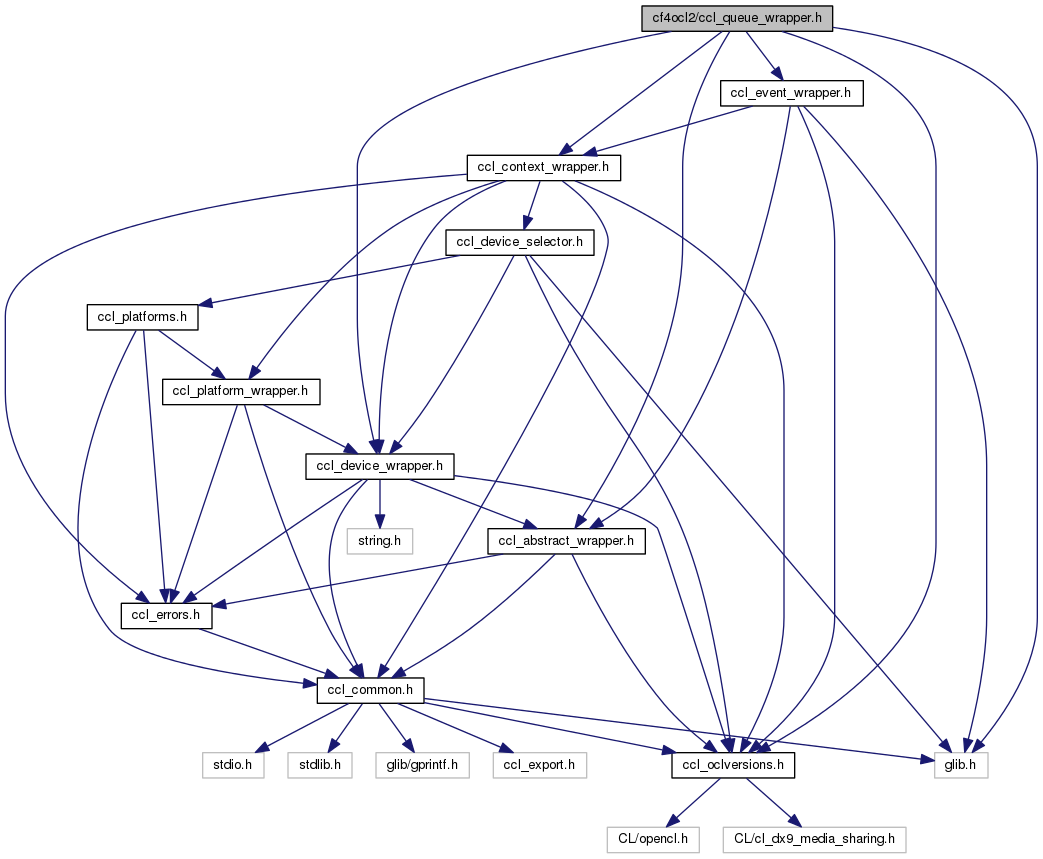 cf4ocl2/ccl_queue_wrapper.h
ccl_event_wrapper.h
ccl_context_wrapper.h
ccl_device_selector.h
ccl_platforms.h
ccl_platform_wrapper.h
ccl_device_wrapper.h
string.h
ccl_abstract_wrapper.h
ccl_errors.h
ccl_common.h
stdio.h
stdlib.h
glib/gprintf.h
ccl_export.h
ccl_oclversions.h
glib.h
CL/opencl.h
CL/cl_dx9_media_sharing.h